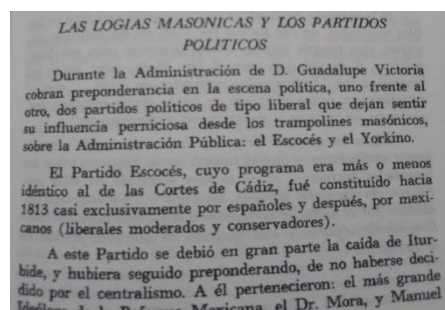 LAS LOGIAS MASONICAS Y LOS PARTIDOS
POLITICOS
Durante la Administración de D. Guadalupe Victoria
cobran preponderancia en la escena política, uno frente al
otro, dos partidos políticos de tipo liberal que dejan sentir
su influencia perniciosa desde los trampolines masónicos,
sobre la Administración Pública: el Escocés y el Yorkino.
El Partido Escocés, cuyo programa era más o menos
idéntico al de las Cortes de Cádiz, fué constituído hacia
1813 casi exclusivamente por españoles y después, por mexi-
canos (liberales moderados y conservadores).
A este Partido se debió en gran parte la caída de Itur-
bide, y hubiera seguido preponderando, de no haberse deci-
dido por el centralismo. A él pertenecieron: el más grande
Ideólogo de la Reforma Mexicana, el Dr. Mora, y Manuel